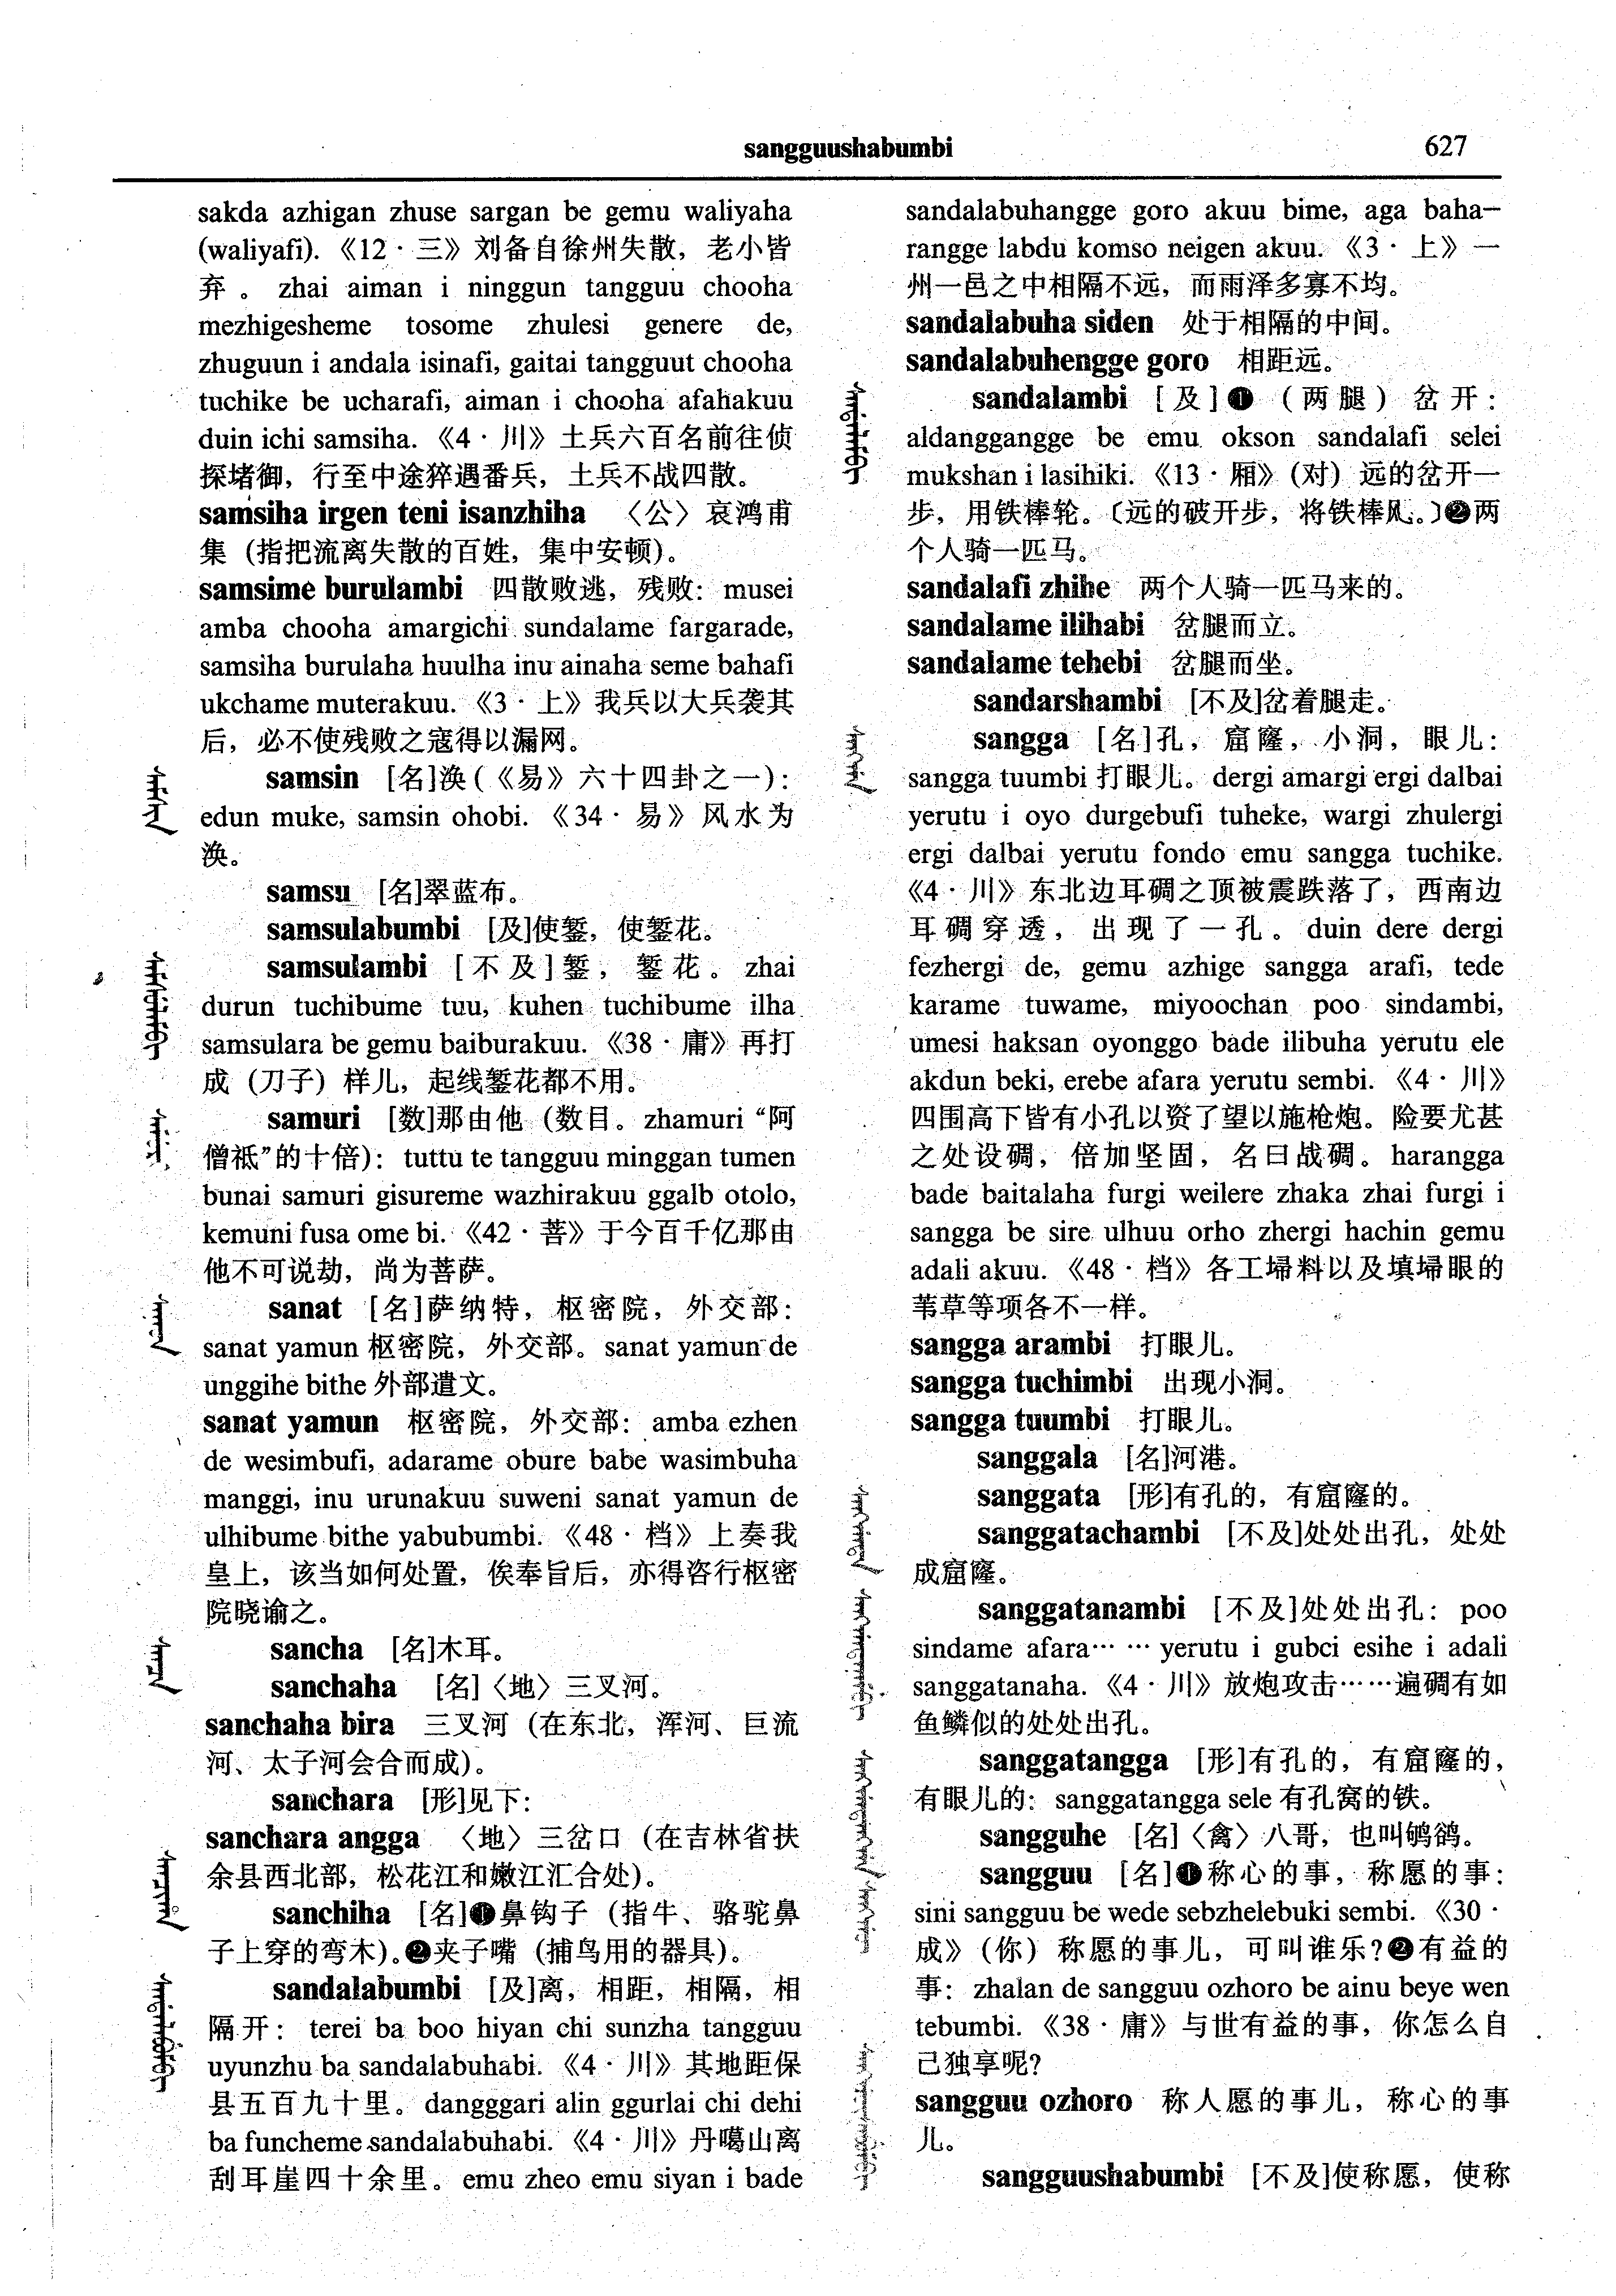 sangguushabumbi 627
sakda azhigan zhuse sargan be gemu waliyaha
(waliyafi).《12·三》刘备自徐州失散，老小皆
弃。zhai aiman i ninggun tangguu chooha
mezhigesheme tosome zhulesi genere de,
zhuguun i andala isinafi, gaitai tangguut chooha
tuchike be ucharafi, aiman i chooha afahakuu
duin ichi samsiha.《4·川》土兵六百名前往侦
探堵御，行至中途猝遇番兵，土兵不战四散。
samsiha irgen teni isanzhiha 〈公〉哀鸿甫
集（指把流离失散的百姓，集中安顿）。
samsime burulambi 四散败逃，残败：musei
amba chooha amargichi sundalame fargarade,
samsiha burulaha huulha inu ainaha seme bahafi
ukchame muterakuu.《3·上》我兵以大兵袭其
后，必不使残败之寇得以漏网。
samsin [名]涣(《易》六十四卦之一)：
edun muke, samsin ohobi.《34·易》风水为
涣。
samsu [名]翠蓝布。
samsulabumbi [及]使錾，使錾花。
samsulambi [不及]錾，錾花。zhai
durun tuchibume tuu, kuhen tuchibume ilha
samsulara be gemu baiburakuu.《38·庸》再打
成（刀子）样儿，起线錾花都不用。
samuri [数]那由他（数目。zhamuri “阿
僧祇”的十倍）：tuttu te tangguu minggan tumen
bunai samuri gisureme wazhirakuu ggalb otolo,
kemuni fusa ome bi.《42·菩》于今百千亿那由
他不可说劫，尚为菩萨。
sanat [名]萨纳特，枢密院，外交部：
sanat yamun 枢密院，外交部。sanat yamun de
unggihe bithe 外部遣文。
sanat yamun 枢密院，外交部：amba ezhen
de wesimbufi, adarame obure babe wasimbuha
manggi, inu urunakuu suweni sanat yamun de
ulhibume bithe yabubumbi.《48·档》上奏我
皇上，该当如何处置，俟奉旨后，亦得咨行枢密
院晓谕之。
sancha [名]木耳。
sanchaha [名]〈地〉三叉河。
sanchaha bira 三叉河（在东北，浑河、巨流
河、太子河会合而成）。
sanchara [形]见下：
sanchara angga 〈地〉三岔口（在吉林省扶
余县西北部，松花江和嫩江汇合处）。
sanchiha [名]❶鼻钩子（指牛、骆驼鼻
子上穿的弯木）。❷夹子嘴（捕鸟用的器具）。
sandalabumbi [及]离，相距，相隔，相
隔开：terei ba boo hiyan chi sunzha tangguu
uyunzhu ba sandalabuhabi.《4·川》其地距保
县五百九十里。dangggari alin ggurlai chi dehi
ba funcheme sandalabuhabi.《4·川》丹噶山离
刮耳崖四十余里。emu zheo emu siyan i bade
sandalabuhangge goro akuu bime, aga baha-
rangge labdu komso neigen akuu.《3·上》一
州一邑之中相隔不远，而雨泽多寡不均。
sandalabuha siden 处于相隔的中间。
sandalabuhengge goro 相距远。
sandalambi [及]❶（两腿）岔开：
aldanggangge be emu okson sandalafi selei
mukshan i lasihiki.《13·厢》（对）远的岔开一
步，用铁棒轮。〔远的破开步，将铁棒颩。〕❷两
个人骑一匹马。
sandalafi zhihe 两个人骑一匹马来的。
sandalame ilihabi 岔腿而立。
sandalame tehebi 岔腿而坐。
sandarshambi [不及]岔着腿走。
sangga [名]孔，窟窿，小洞，眼儿：
sangga tuumbi 打眼儿。dergi amargi ergi dalbai
yerutu i oyo durgebufi tuheke, wargi zhulergi
ergi dalbai yerutu fondo emu sangga tuchike.
《4·川》东北边耳碉之顶被震跌落了，西南边
耳碉穿透，出现了一孔。duin dere dergi
fezhergi de, gemu azhige sangga arafi, tede
karame tuwame, miyoochan poo sindambi,
umesi haksan oyonggo bade ilibuha yerutu ele
akdun beki, erebe afara yerutu sembi.《4·川》
四围高下皆有小孔以资了望以施枪炮。险要尤甚
之处设碉，倍加坚固，名曰战碉。harangga
bade baitalaha furgi weilere zhaka zhai furgi i
sangga be sire ulhuu orho zhergi hachin gemu
adali akuu.《48·档》各工埽料以及填埽眼的
苇草等项各不一样。
sangga arambi 打眼儿。
sangga tuchimbi 出现小洞。
sangga tuumbi 打眼儿。
sanggala [名]河港。
sanggata [形]有孔的，有窟窿的。
sanggatachambi [不及]处处出孔，处处
成窟窿。
sanggatanambi [不及]处处出孔：poo
sindame afara…… yerutu i gubci esihe i adali
sanggatanaha.《4·川》放炮攻击……遍碉有如
鱼鳞似的处处出孔。
sanggatangga [形]有孔的，有窟窿的，
有眼儿的：sanggatangga sele 有孔窝的铁。
sangguhe [名]〈禽〉八哥，也叫鸲鹆。
sangguu [名]❶称心的事，称愿的事：
sini sangguu be wede sebzhelebuki sembi.《30·
成》（你）称愿的事儿，可叫谁乐？❷有益的
事：zhalan de sangguu ozhoro be ainu beye wen
tebumbi.《38·庸》与世有益的事，你怎么自
己独享呢？
sangguu ozhoro 称人愿的事儿，称心的事
儿。
sangguushabumbi [不及]使称愿，使称